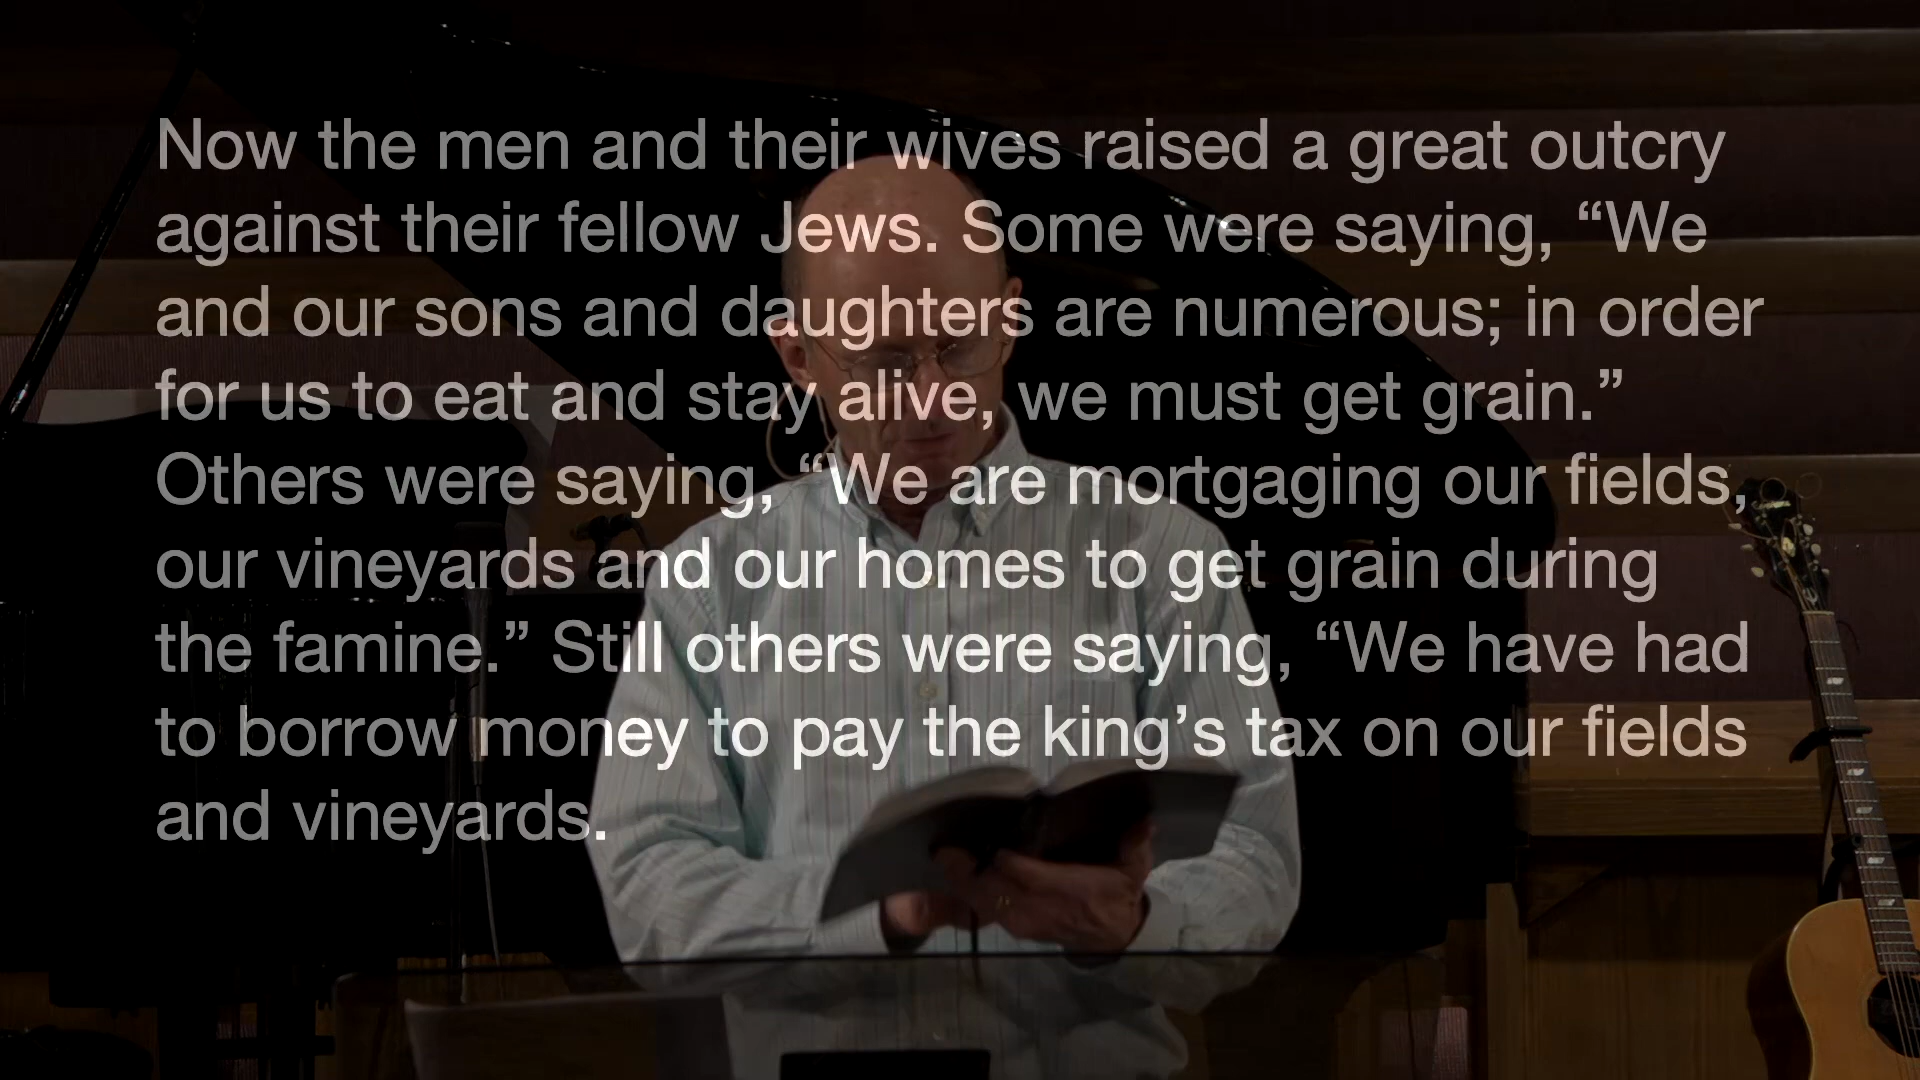 Now the men and their wives raised a great outcry
against their fellow Jews. Some were saying, “We
and our sons and daughters are numerous; in order
for us to eat and stay alive, we must get grain.”
Others were saying, “We are mortgaging our fields,
our vineyards and our homes to get grain during
the famine.” Still others were saying, “We have had
to borrow money to pay the king’s tax on our fields
and vineyards.